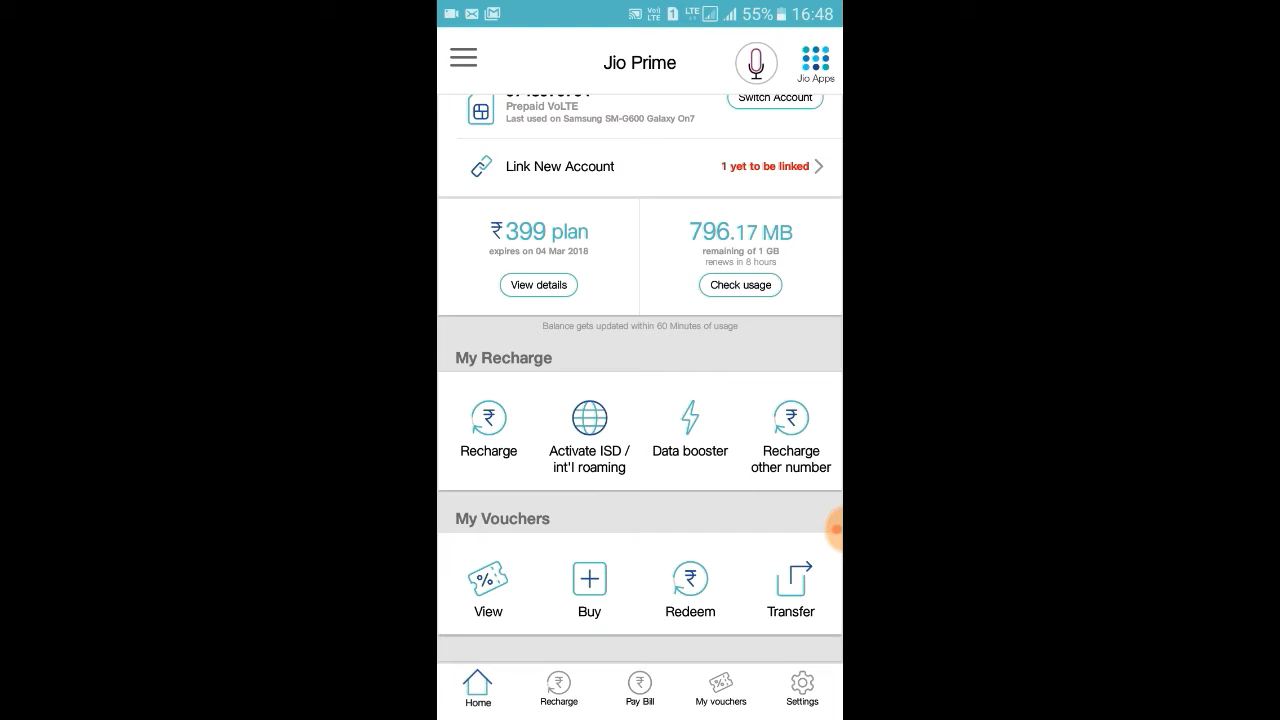 VoD LTE 1 LTE 55% 16:48
Jio Prime
Jio Apps
Prepaid VoLTE
Switch Account
Last used on Samsung SM-G600 Galaxy On7
Link New Account
1 yet to be linked
₹399 plan
796.17 MB
expires on 04 Mar 2018
remaining of 1 GB
renews in 8 hours
View details
Check usage
Balance gets updated within 60 Minutes of usage
My Recharge
Recharge
Activate ISD /
int'l roaming
Data booster
Recharge
other number
My Vouchers
View
Buy
Redeem
Transfer
Home
Recharge
Pay Bill
My vouchers
Settings